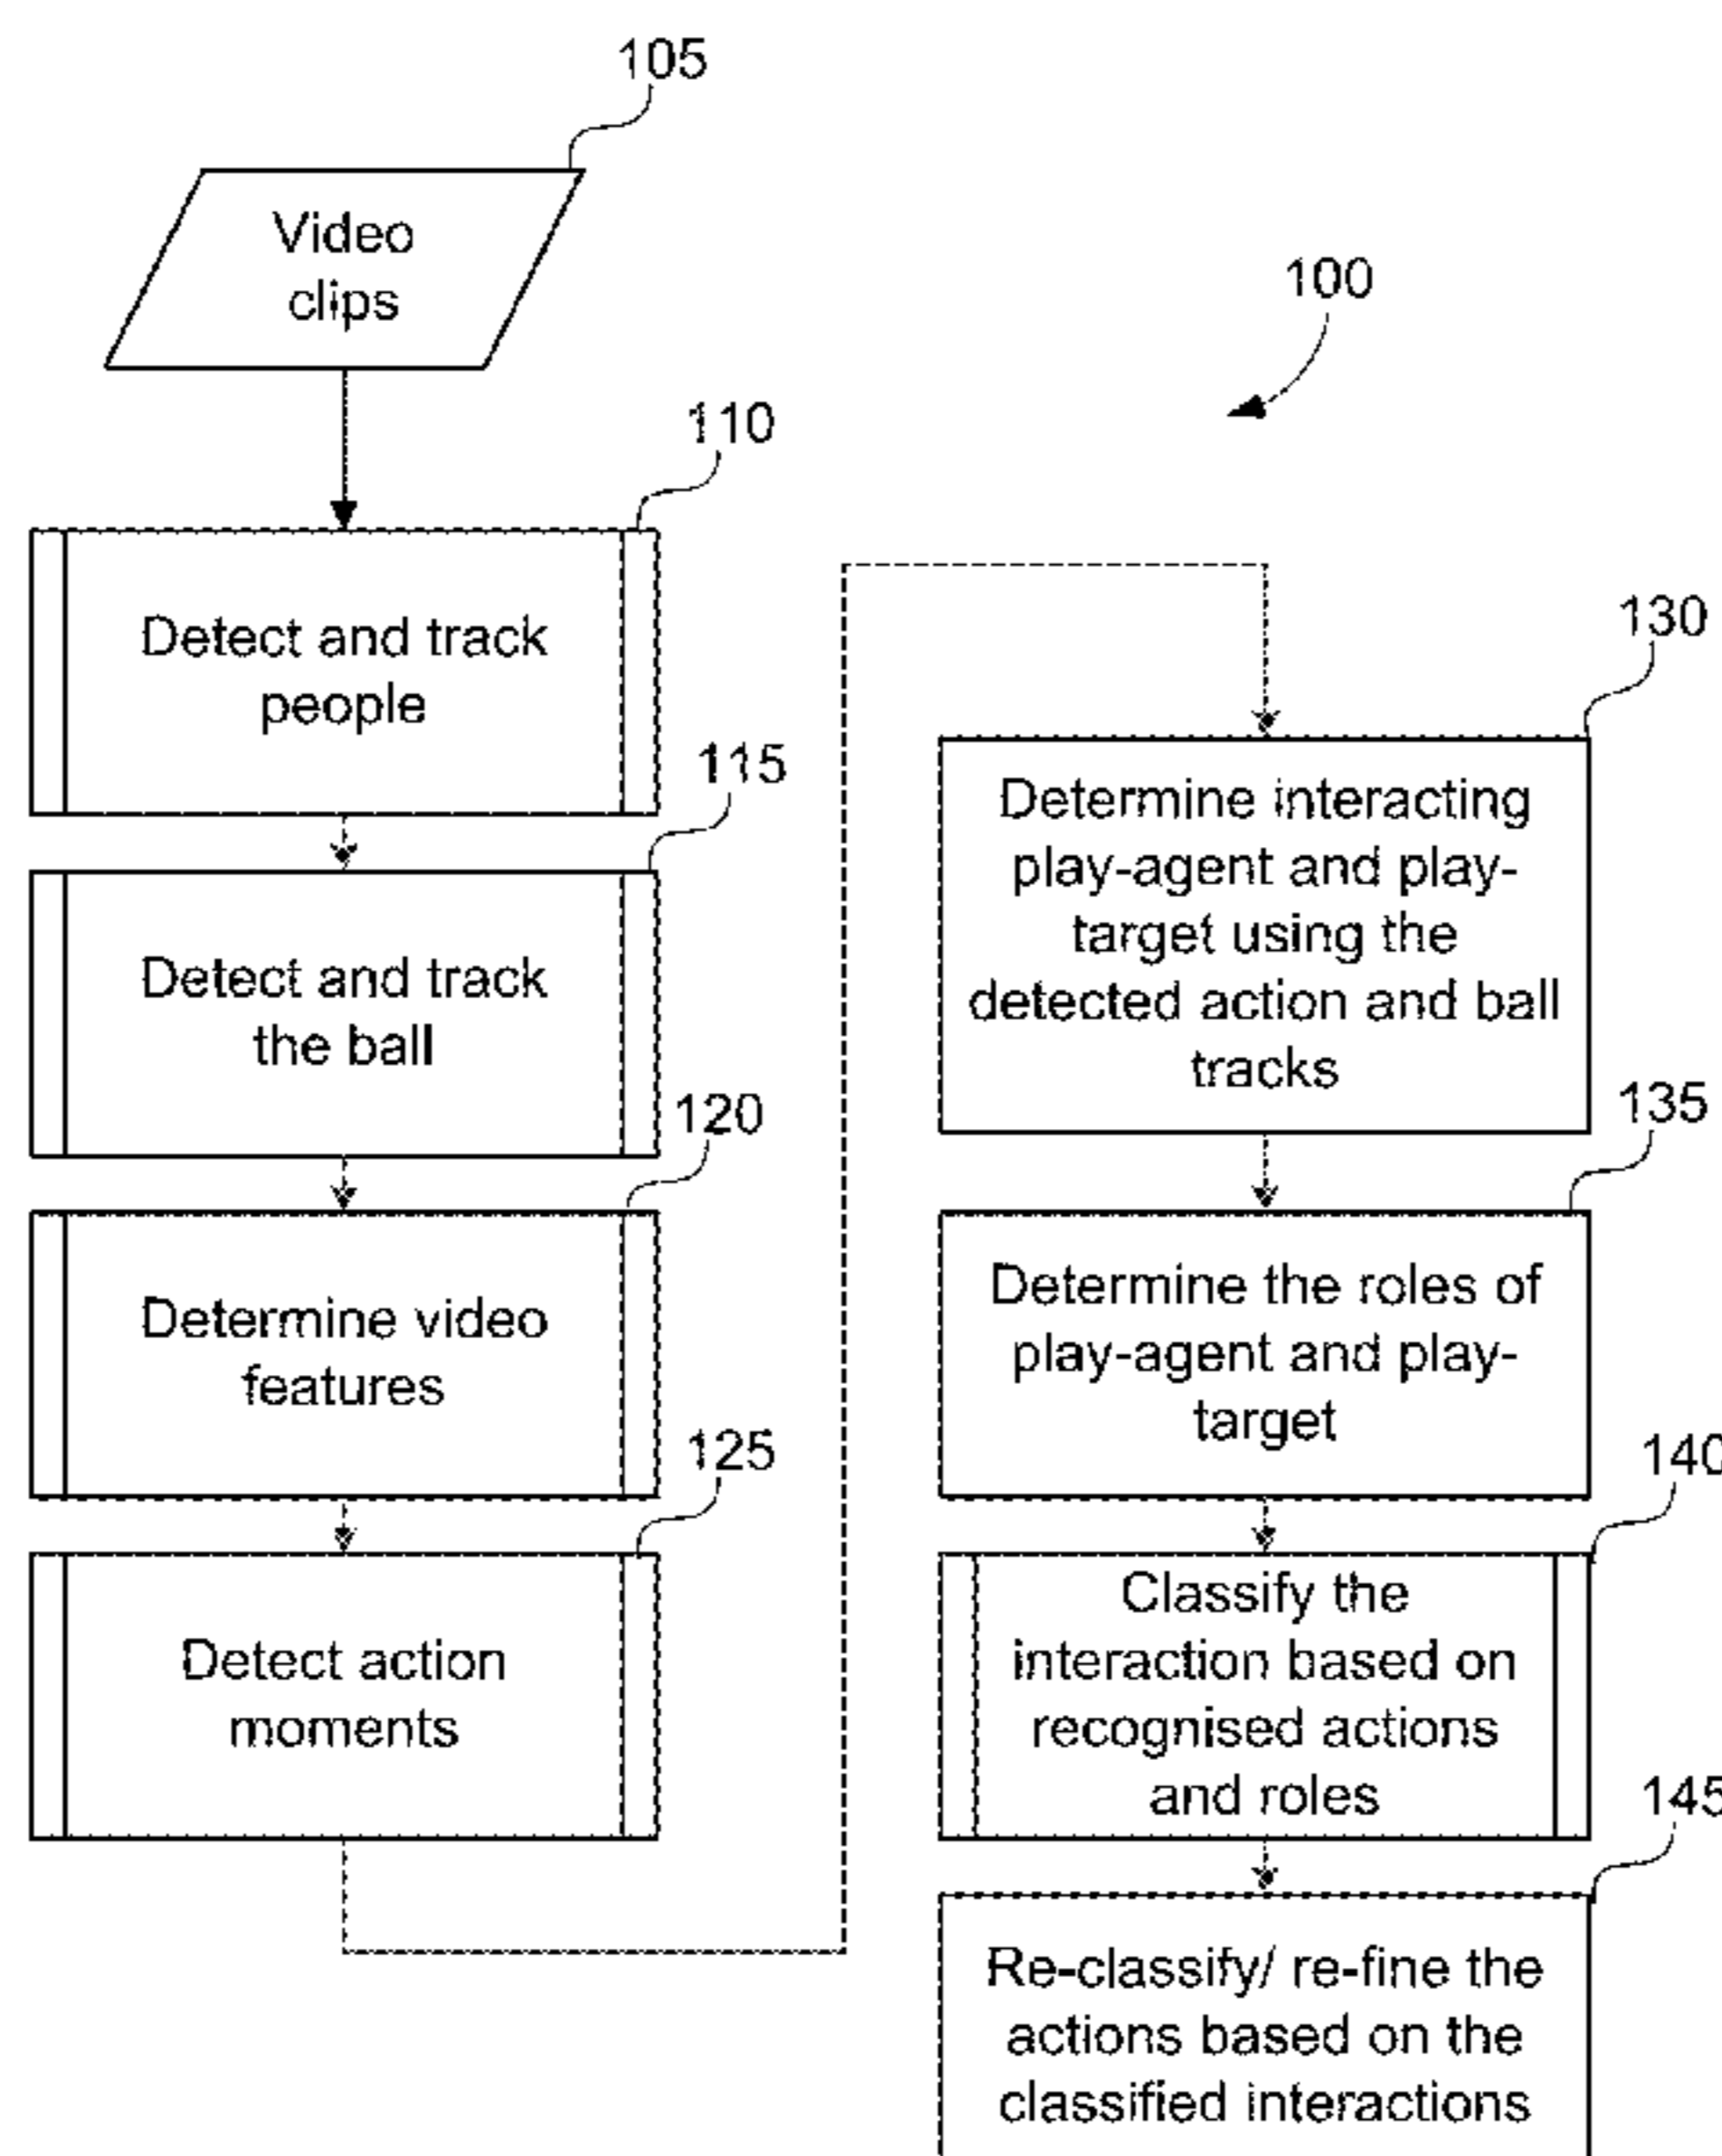 105
Video
clips
100
110
Detect and track
people
115
Detect and track
the ball
120
Determine video
features
125
Detect action
moments
130
Determine interacting
play-agent and play-
target using the
detected action and ball
tracks
135
Determine the roles of
play-agent and play-
target
140
Classify the
interaction based on
recognised actions
and roles
145
Re-classify/ re-fine the
actions based on the
classified interactions